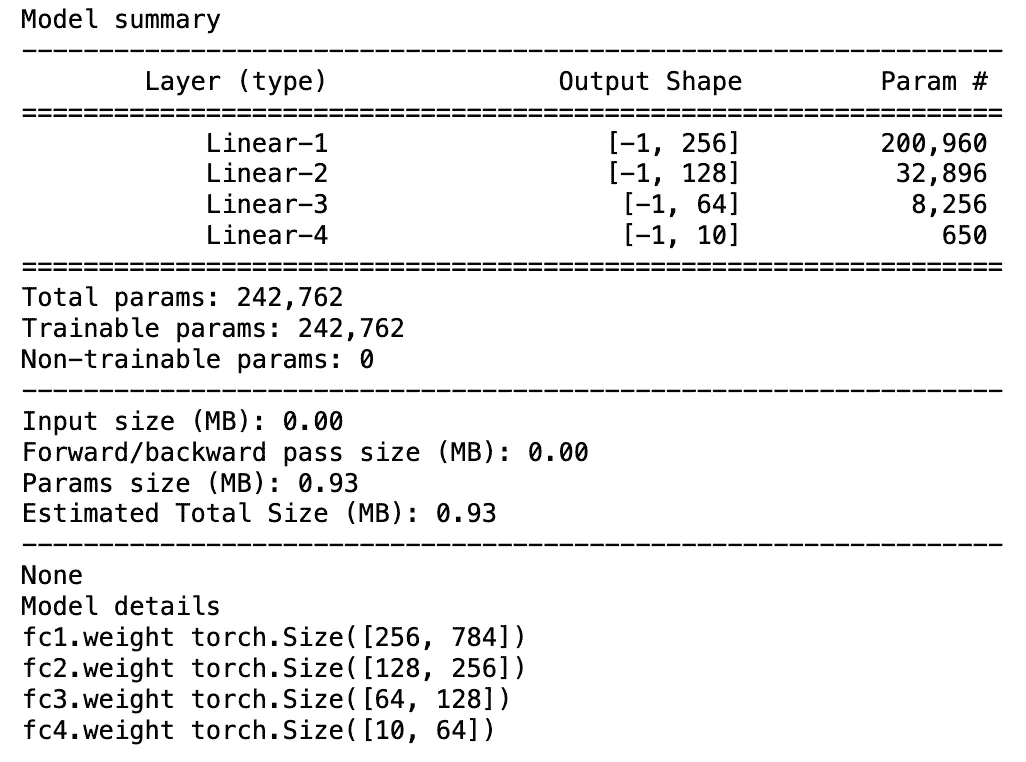 Model summary
----------------------------------------------------------------
Layer (type) Output Shape Param #
================================================================
Linear-1 [-1, 256] 200,960
Linear-2 [-1, 128] 32,896
Linear-3 [-1, 64] 8,256
Linear-4 [-1, 10] 650
================================================================
Total params: 242,762
Trainable params: 242,762
Non-trainable params: 0
----------------------------------------------------------------
Input size (MB): 0.00
Forward/backward pass size (MB): 0.00
Params size (MB): 0.93
Estimated Total Size (MB): 0.93
----------------------------------------------------------------
None
Model details
fc1.weight torch.Size([256, 784])
fc2.weight torch.Size([128, 256])
fc3.weight torch.Size([64, 128])
fc4.weight torch.Size([10, 64])